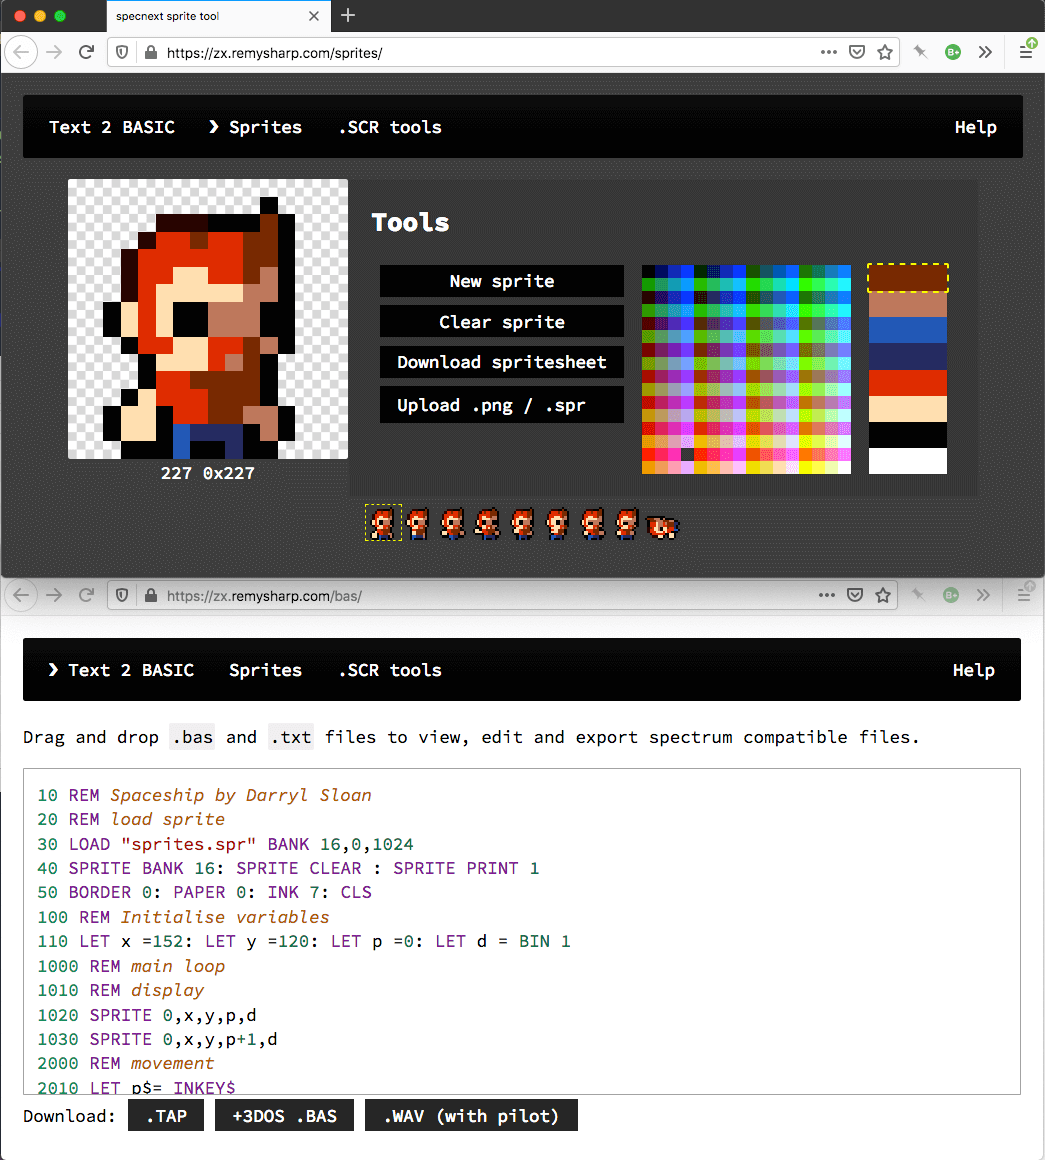 specnext sprite tool
https://zx.remysharp.com/sprites/
B+
Text 2 BASIC ❯ Sprites .SCR tools Help
Tools
New sprite
Clear sprite
Download spritesheet
Upload .png / .spr
227 0x227
https://zx.remysharp.com/bas/
B+
❯ Text 2 BASIC Sprites .SCR tools Help
Drag and drop .bas and .txt files to view, edit and export spectrum compatible files.
10 REM Spaceship by Darryl Sloan
20 REM load sprite
30 LOAD "sprites.spr" BANK 16,0,1024
40 SPRITE BANK 16: SPRITE CLEAR : SPRITE PRINT 1
50 BORDER 0: PAPER 0: INK 7: CLS
100 REM Initialise variables
110 LET x =152: LET y =120: LET p =0: LET d = BIN 1
1000 REM main loop
1010 REM display
1020 SPRITE 0,x,y,p,d
1030 SPRITE 0,x,y,p+1,d
2000 REM movement
2010 LET p$= INKEY$
Download: .TAP +3DOS .BAS .WAV (with pilot)